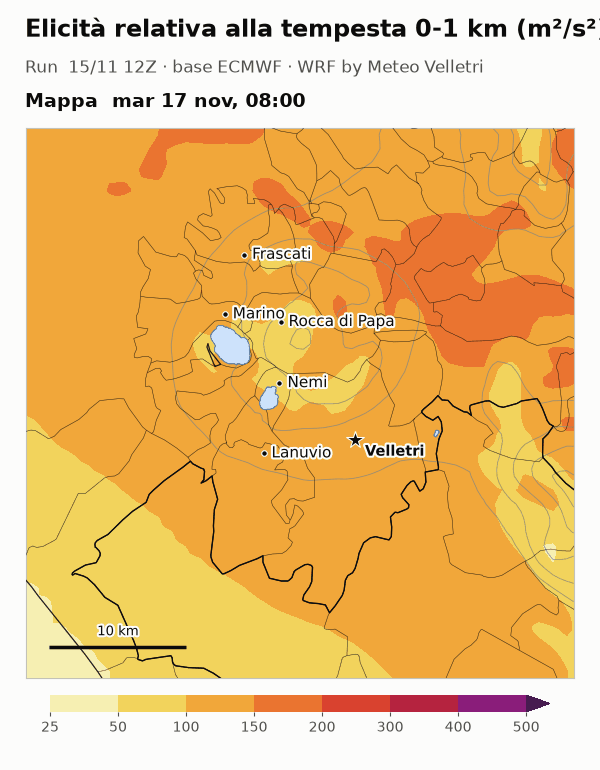 Elicità relativa alla tempesta 0-1 km (m²/s²)
Run  15/11 12Z · base ECMWF · WRF by Meteo Velletri
Mappa  mar 17 nov, 08:00
Frascati
Marino
Rocca di Papa
Nemi
Velletri
Lanuvio
10 km
25 50 100 150 200 300 400 500